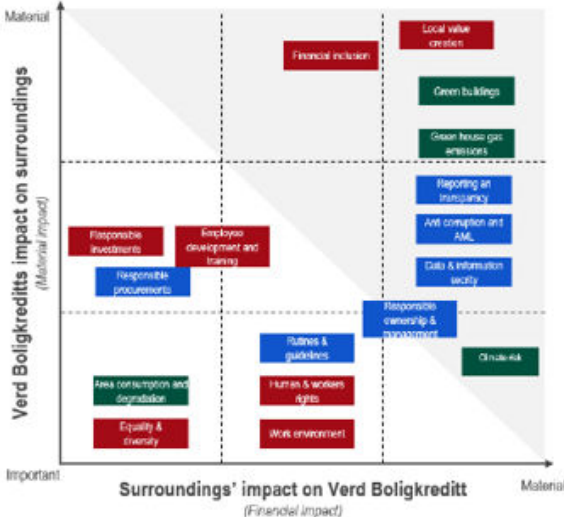 Material
Local value
creation
Financial inclusion
Green buildings
Green house gas
emissions
Reporting an
transparency
Anti corruption and
AML
Data & information
secrity
Responsible
investments
Employee
development and
training
Responsible
procurements
Responsible
ownership &
management
Rutines &
guidelines
Climate risk
Area consumption and
degradation
Human & workers
rights
Equality &
diversity
Work environment
Verd Boligkreditts impact on surroundings
(Material impact)
Important
Material
Surroundings' impact on Verd Boligkreditt
(Financial impact)